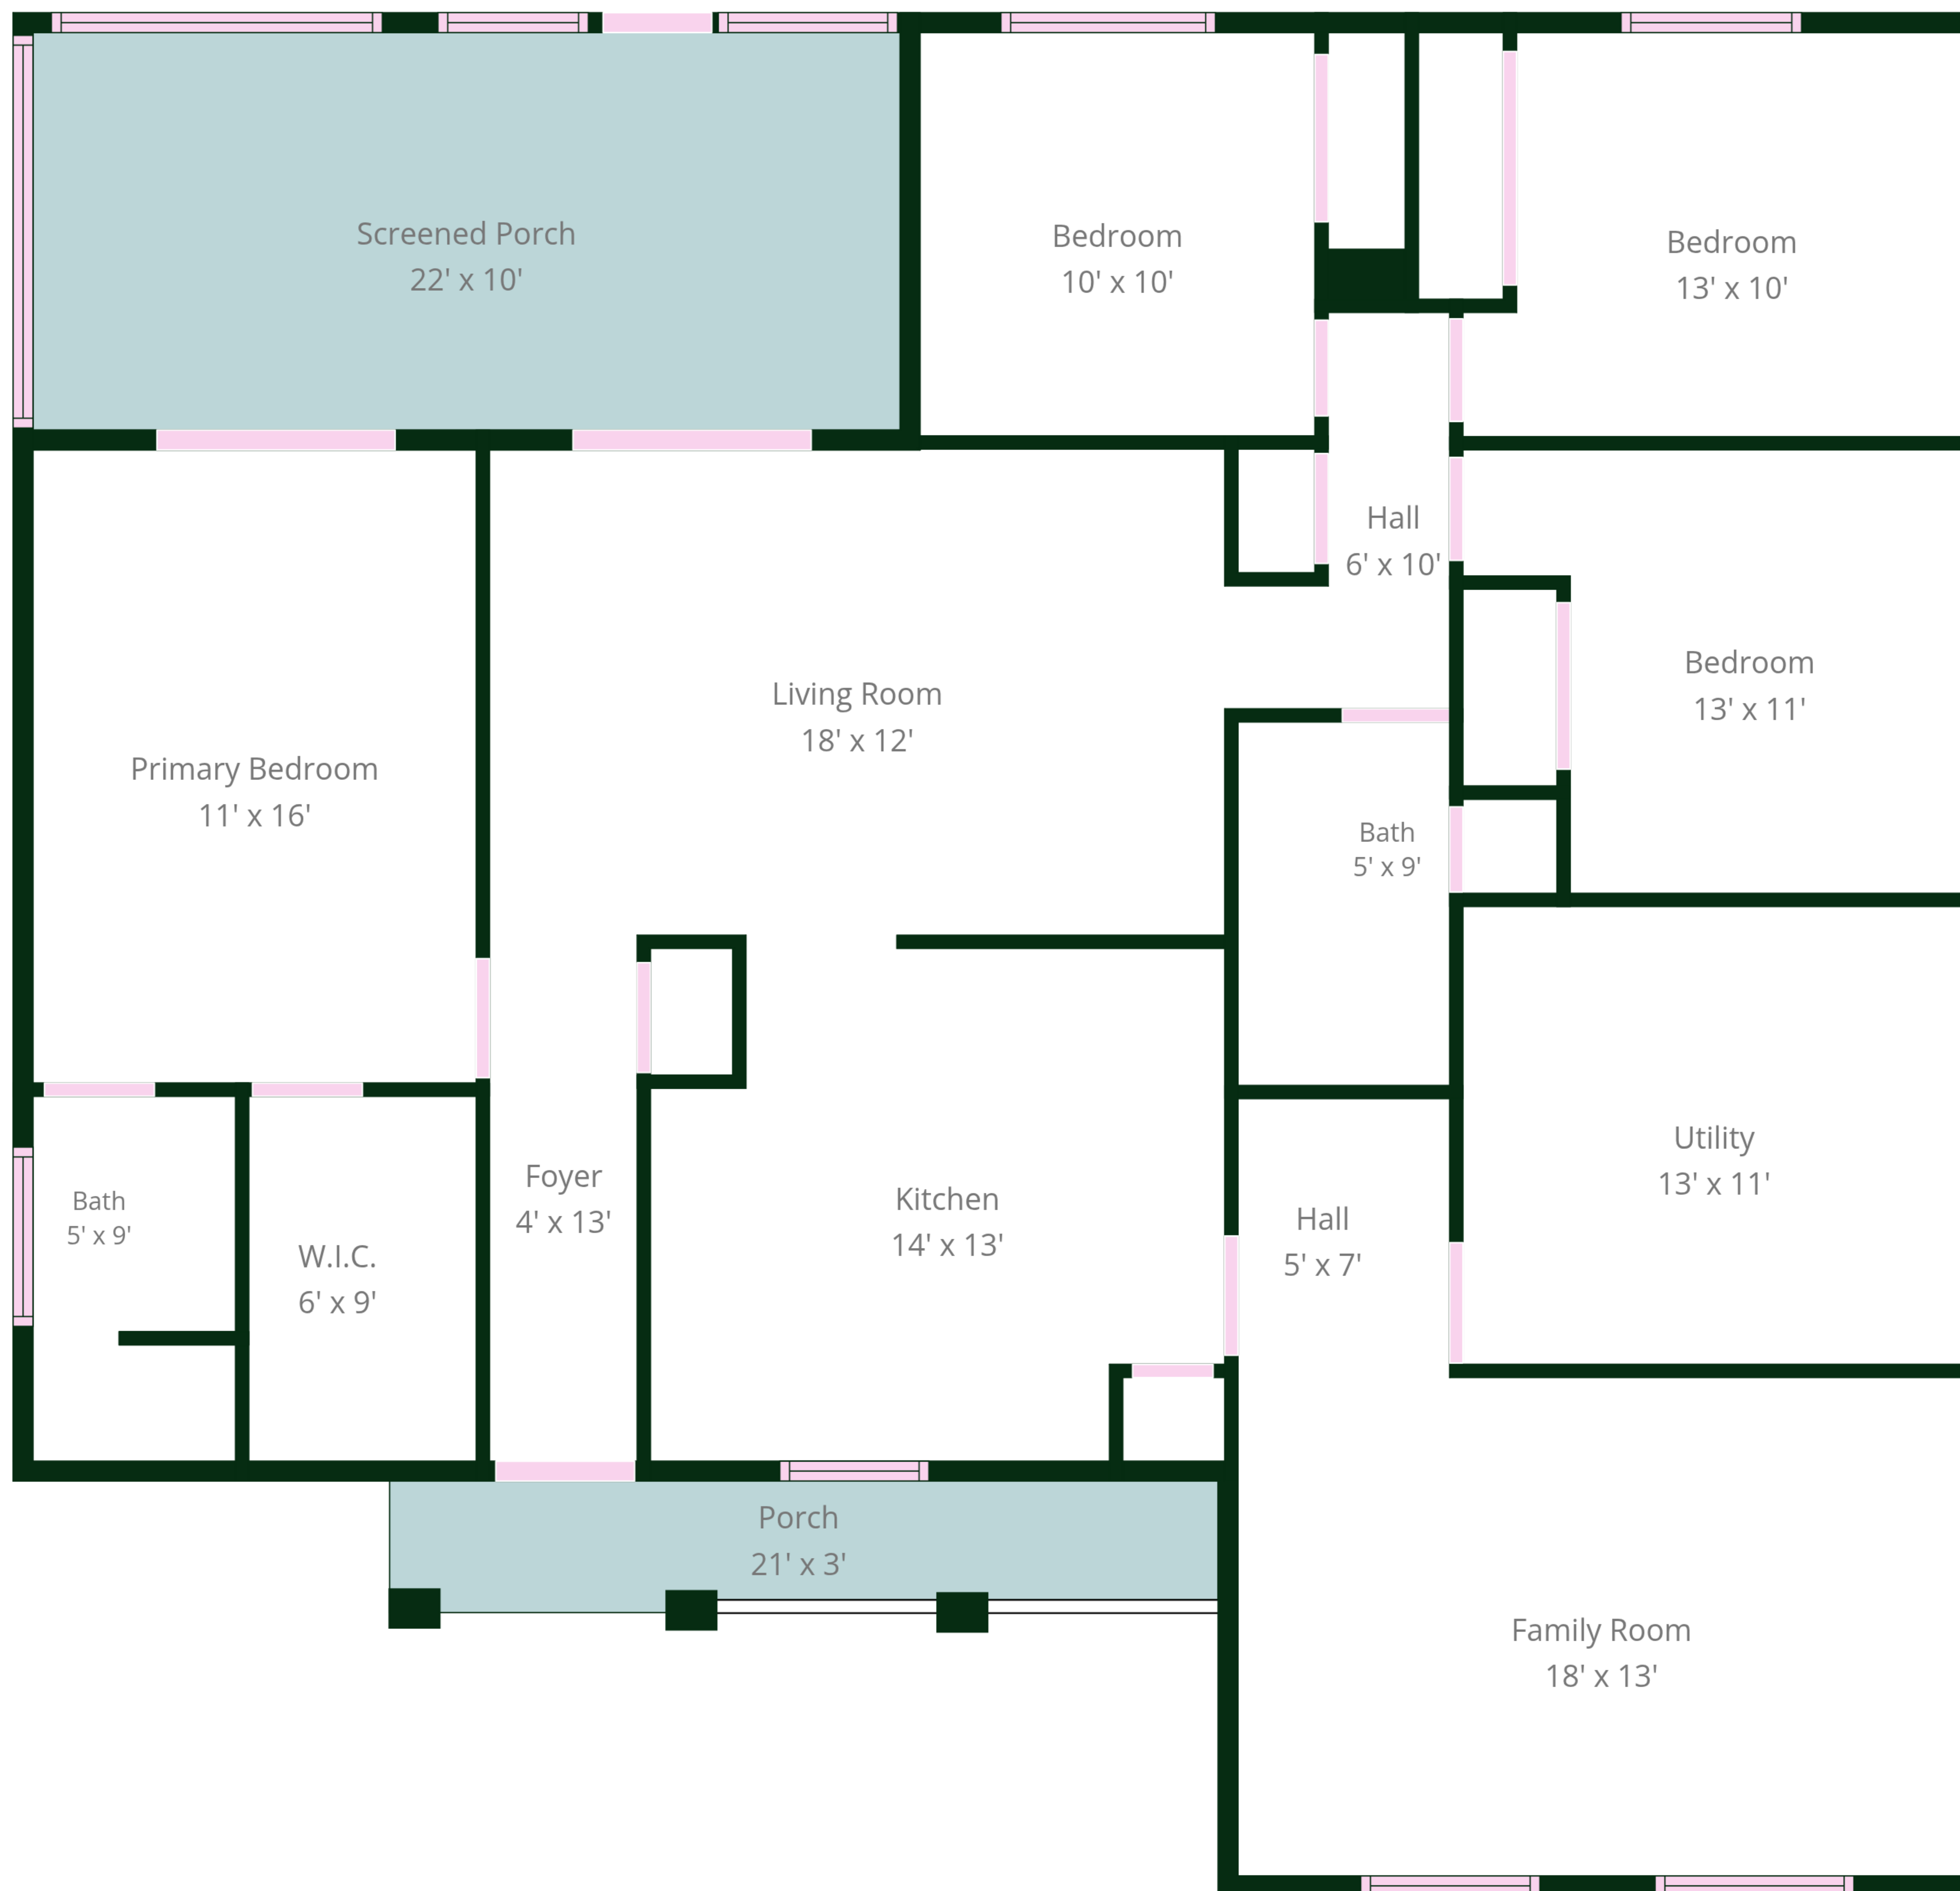 Screened Porch
22' x 10'
Bedroom
10' x 10'
Bedroom
13' x 10'
Hall
6' x 10'
Living Room
18' x 12'
Bedroom
13' x 11'
Primary Bedroom
11' x 16'
Bath
5' x 9'
Utility
13' x 11'
Foyer
4' x 13'
Kitchen
14' x 13'
Hall
5' x 7'
Bath
5' x 9'
W.I.C.
6' x 9'
Porch
21' x 3'
Family Room
18' x 13'